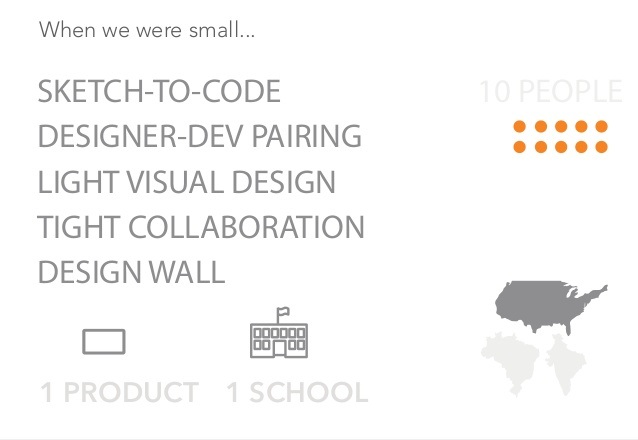 When we were small...
SKETCH-TO-CODE
10 PEOPLE
DESIGNER-DEV PAIRING
LIGHT VISUAL DESIGN
TIGHT COLLABORATION
DESIGN WALL
1 PRODUCT
1 SCHOOL